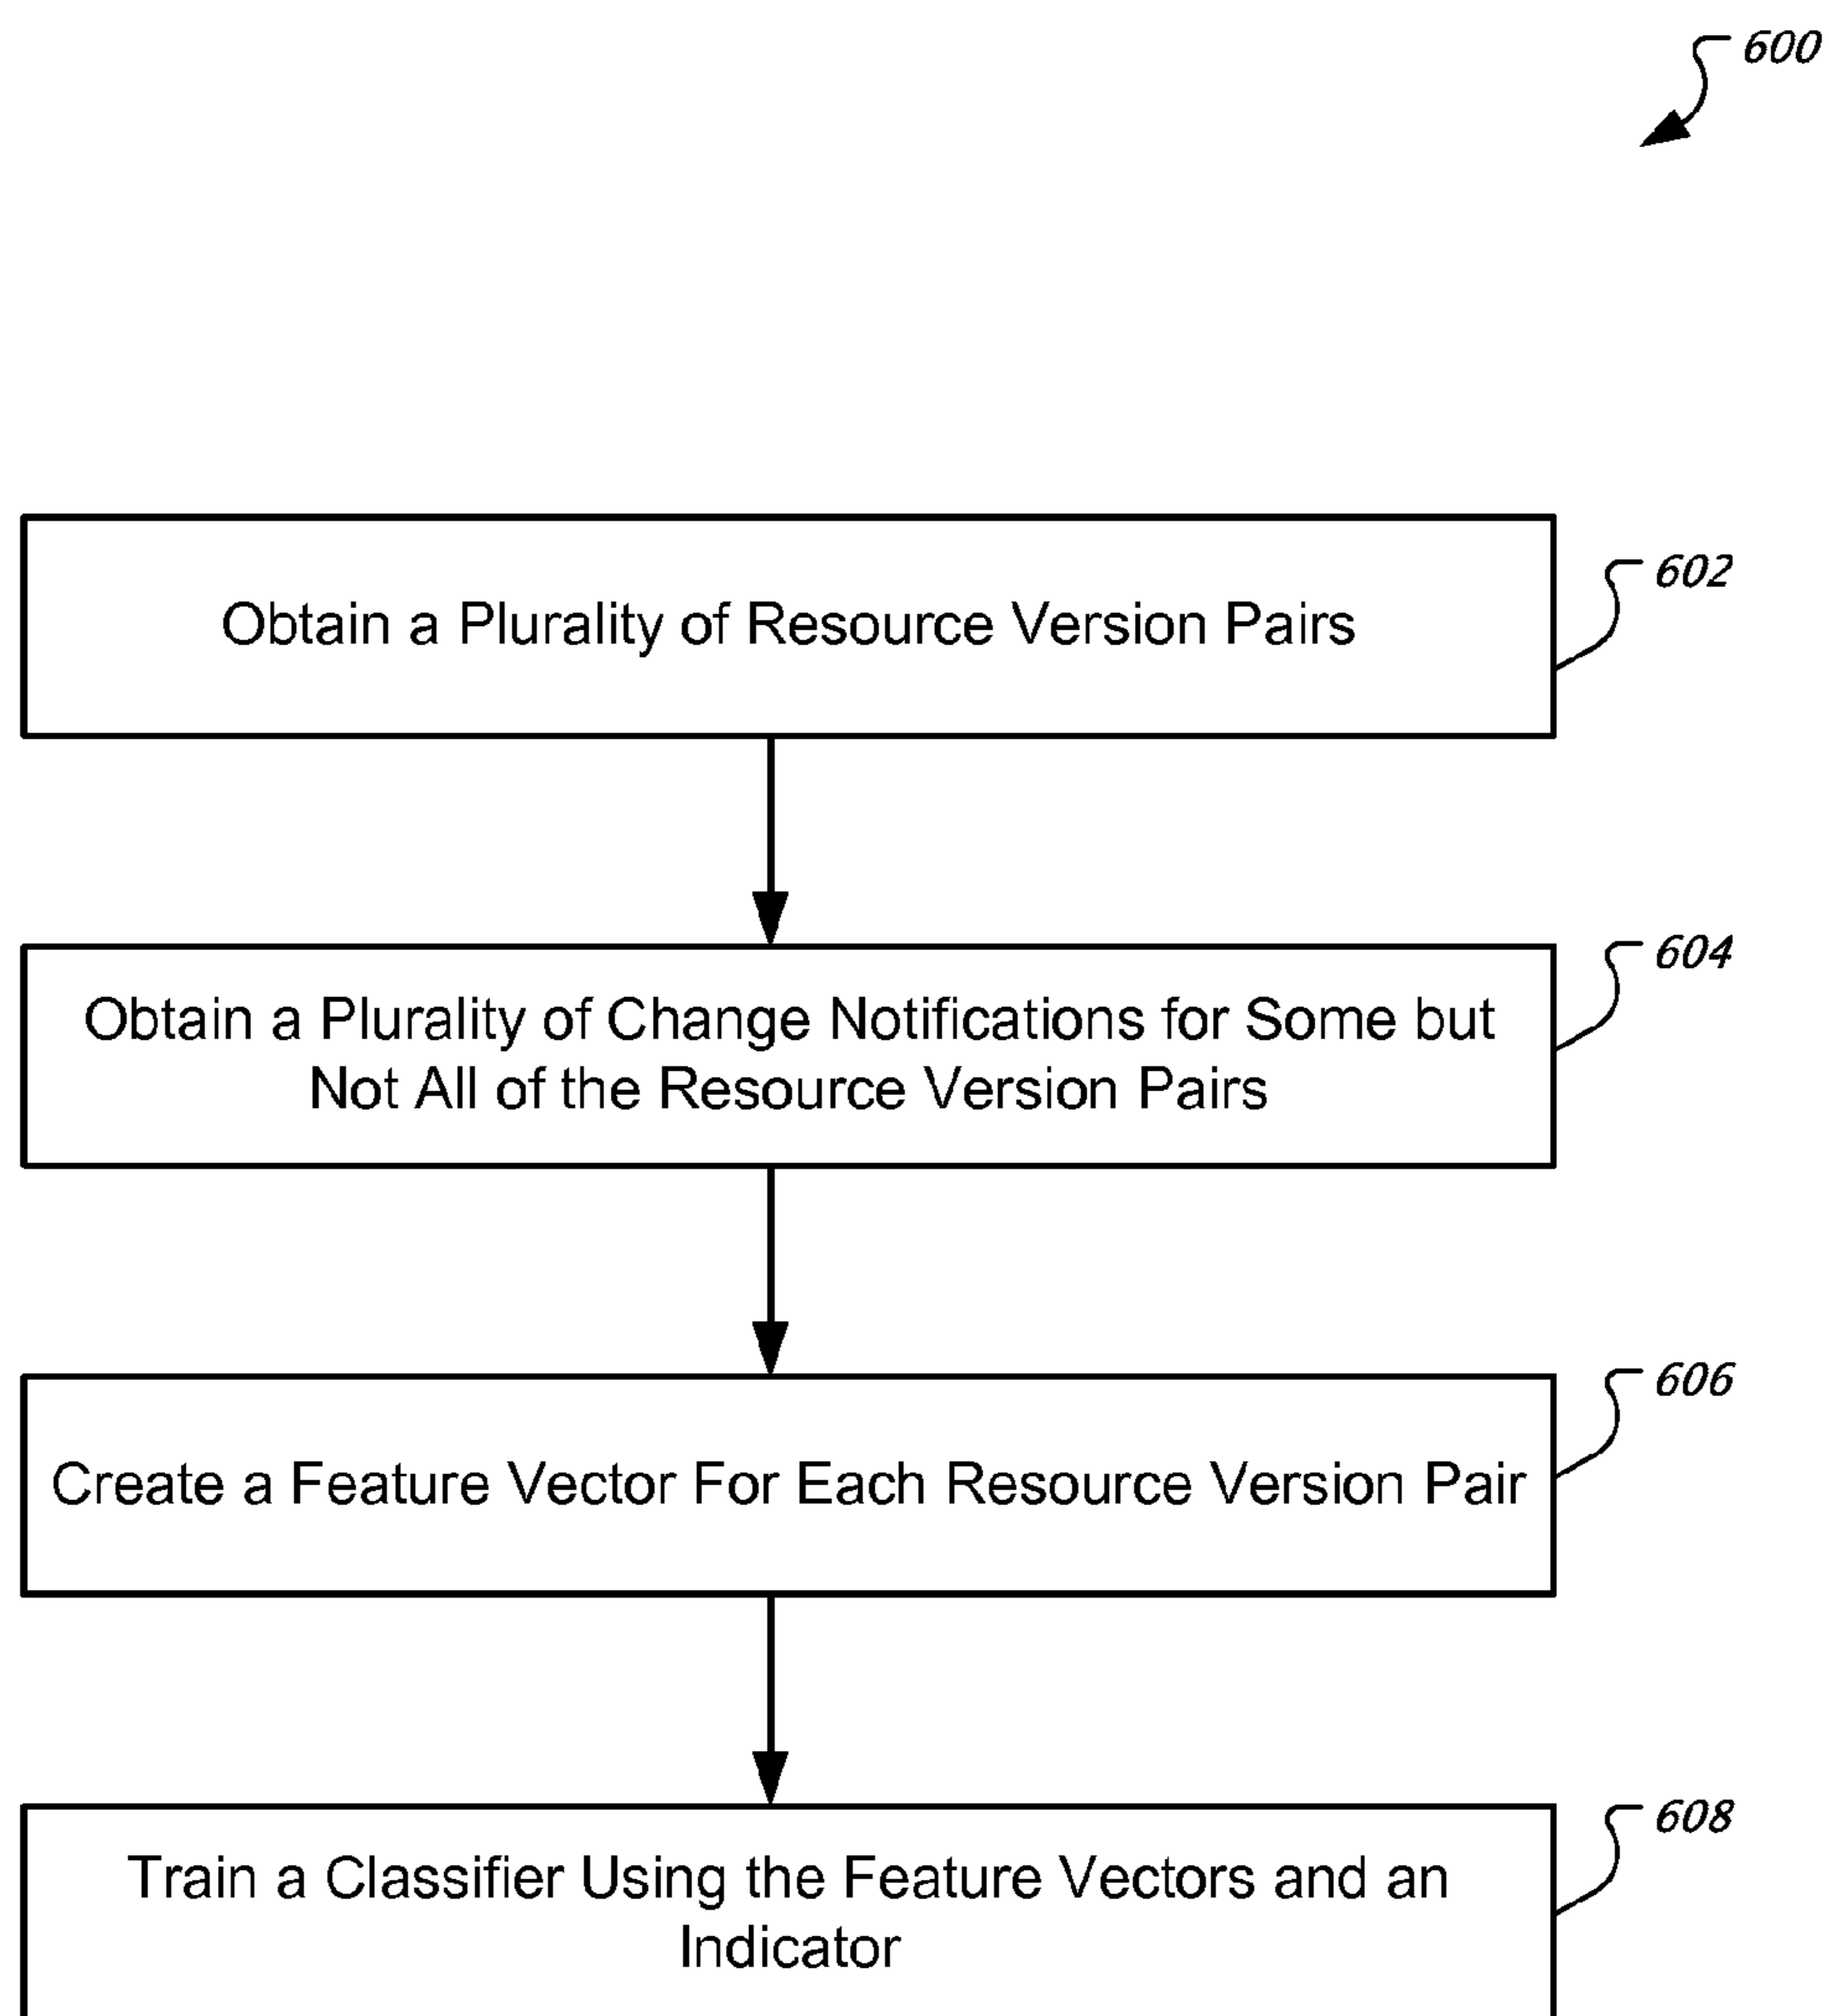 600
Obtain a Plurality of Resource Version Pairs
602
Obtain a Plurality of Change Notifications for Some but
Not All of the Resource Version Pairs
604
Create a Feature Vector For Each Resource Version Pair
606
Train a Classifier Using the Feature Vectors and an
Indicator
608